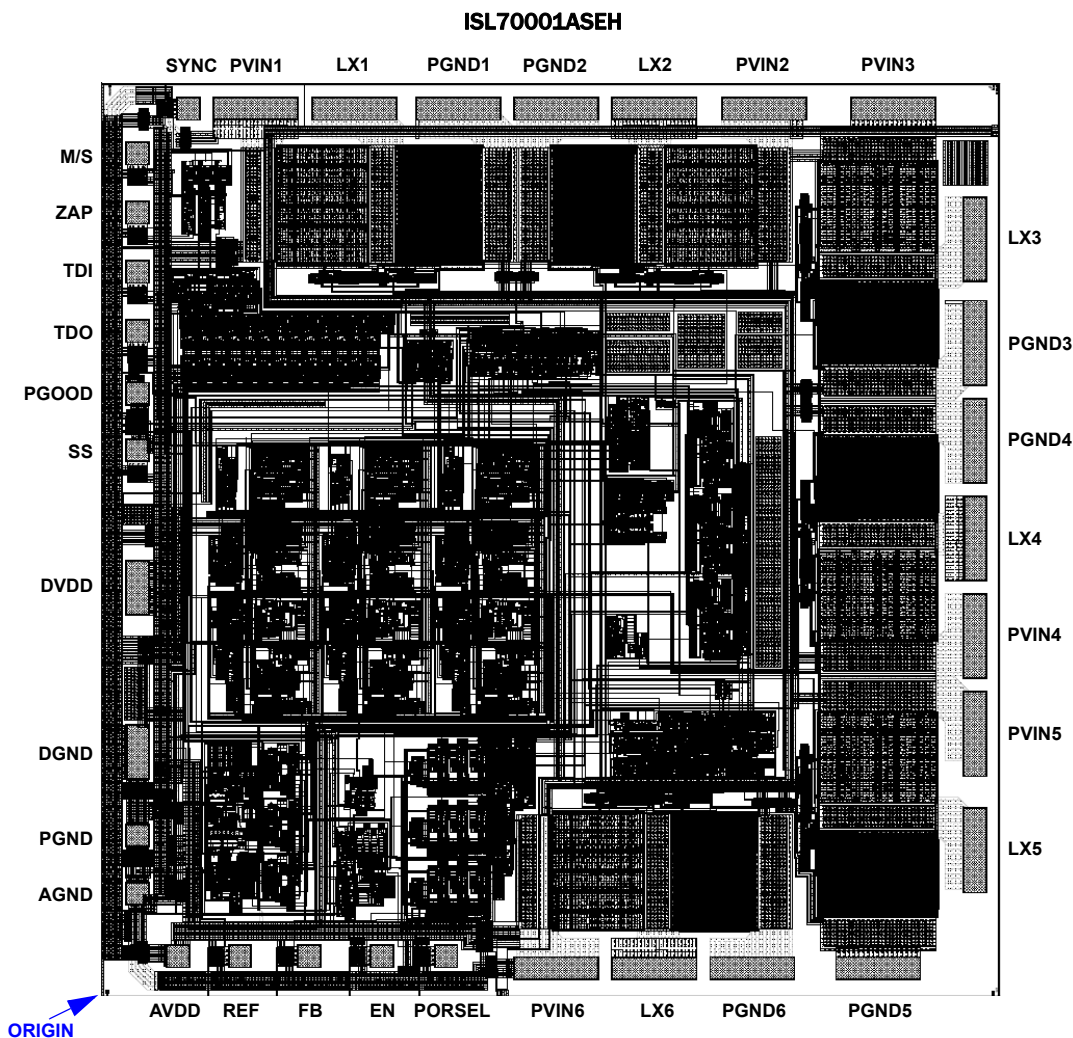 ISL70001ASEH
SYNC PVIN1 LX1 PGND1 PGND2 LX2 PVIN2 PVIN3
M/S
ZAP
TDI
TDO
PGOOD
SS
DVDD
DGND
PGND
AGND
LX3
PGND3
PGND4
LX4
PVIN4
PVIN5
LX5
AVDD REF FB EN PORSEL PVIN6 LX6 PGND6 PGND5
ORIGIN